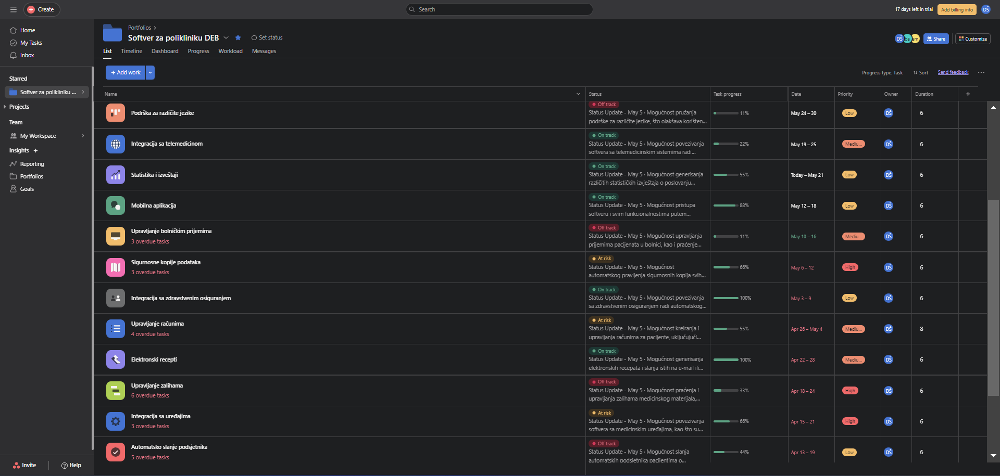 Create
Search
17 days left in trial
Add billing info
DŠ
Home
My Tasks
Inbox
Starred
Softver za polikliniku ...
Projects
Team
My Workspace
Insights +
Reporting
Portfolios
Goals
Invite
Help
Portfolios
Softver za polikliniku DEB
Set status
DŠ ba em
Share
Customize
List Timeline Dashboard Progress Workload Messages
+ Add work
Progress type: Task
Sort
Send feedback
...
Name Status Task progress Date Priority Owner Duration +
Podrška za različite jezike
Off track
Status Update - May 5 · Mogućnost pružanja
podrške za različite jezike, što olakšava korišten...
11% May 24 – 30 Low DŠ 6
Integracija sa telemedicinom
On track
Status Update - May 5 · Mogućnost povezivanja
softvera sa telemedicinskim sistemima radi...
22% May 19 – 25 Mediu... DŠ 6
Statistika i izveštaji
On track
Status Update - May 5 · Mogućnost generisanja
različitih statističkih izvještaja o poslovanju...
55% Today – May 21 Low DŠ 6
Mobilna aplikacija
On track
Status Update - May 5 · Mogućnost pristupa
softveru i svim funkcionalnostima putem...
88% May 12 – 18 Low DŠ 6
Upravljanje bolničkim prijemima
3 overdue tasks
Off track
Status Update - May 5 · Mogućnost upravljanja
prijemima pacijenata u bolnici, kao i praćenje...
11% May 10 – 16 Mediu... DŠ 6
Sigurnosne kopije podataka
3 overdue tasks
At risk
Status Update - May 5 · Mogućnost
automatskog pravljenja sigurnosnih kopija svih...
66% May 6 – 12 High DŠ 6
Integracija sa zdravstvenim osiguranjem
On track
Status Update - May 5 · Mogućnost povezivanja
sa zdravstvenim osiguranjem radi automatskog...
100% May 3 – 9 Low DŠ 6
Upravljanje računima
4 overdue tasks
At risk
Status Update - May 5 · Mogućnost kreiranja i
upravljanja računima za pacijente, uključujući...
55% Apr 26 – May 4 Mediu... DŠ 8
Elektronski recepti
On track
Status Update - May 5 · Mogućnost generisanja
elektronskih recepata i slanja istih na e-mail ili...
100% Apr 22 – 28 Mediu... DŠ 6
Upravljanje zalihama
6 overdue tasks
Off track
Status Update - May 5 · Mogućnost praćenja i
upravljanja zalihama medicinskog materijala,...
33% Apr 18 – 24 High DŠ 6
Integracija sa uređajima
3 overdue tasks
At risk
Status Update - May 5 · Mogućnost povezivanja
softvera sa medicinskim uređajima, kao što su...
66% Apr 15 – 21 High DŠ 6
Automatsko slanje podsjetnika
5 overdue tasks
Off track
Status Update - May 5 · Mogućnost slanja
automatskih podsjetnika pacijentima o...
44% Apr 13 – 19 Low DŠ 6